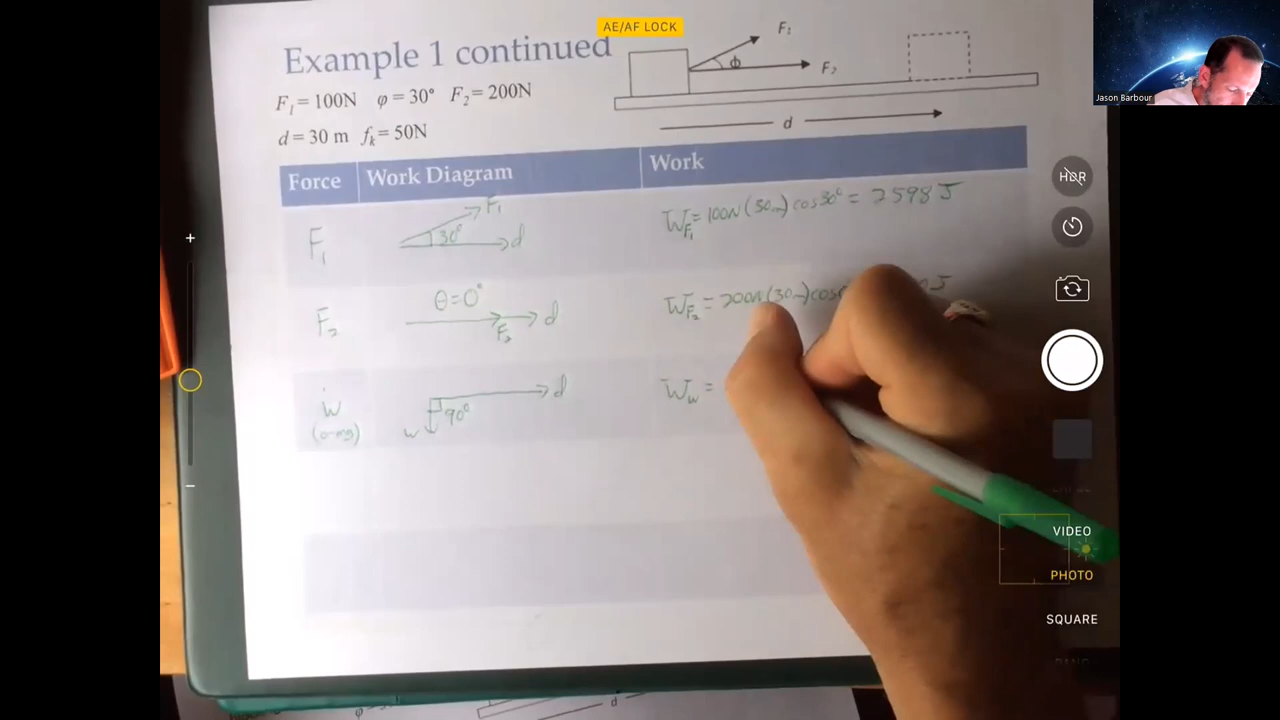 AE/AF LOCK
Example 1 continued
F₁ = 100N φ = 30° F₂ = 200N
d = 30 m fₖ = 50N
F₁
ϕ
F₂
d
Jason Barbour
HDR
Force Work Diagram Work
F₁ 30° F₁ d W_F₁ = 100N (30m) cos30° = 2598 J
F₂ θ=0° F₂ d W_F₂ = 200N (30m) cos J
w 90° d W_w =
(or mg) w
VIDEO
PHOTO
SQUARE
d